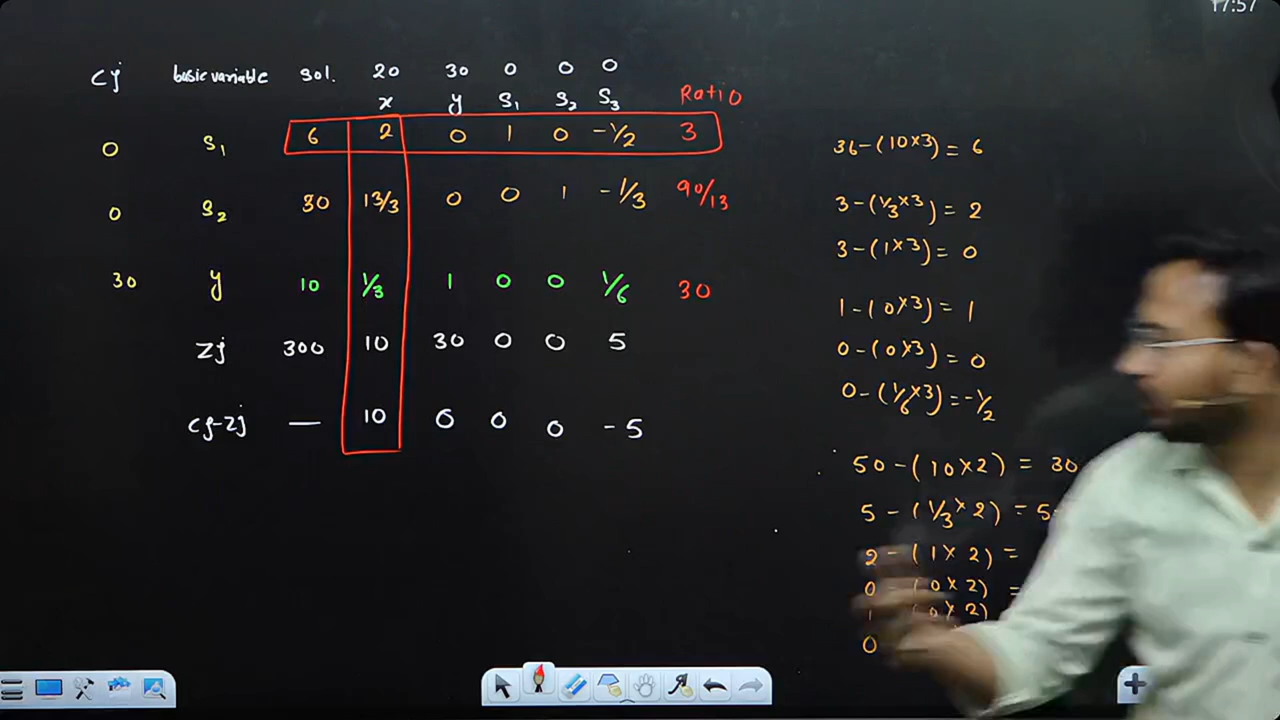 17:57
Cj basic variable sol. 20 30 0 0 0
x y S₁ S₂ S₃ Ratio
0 S₁ 6 2 0 1 0 -1/2 3
0 S₂ 30 13/3 0 0 1 -1/3 90/13
30 y 10 1/3 1 0 0 1/6 30
Zj 300 10 30 0 0 5
Cj-Zj — 10 0 0 0 -5
36-(10×3) = 6
3-(1/3×3) = 2
3-(1×3) = 0
1-(0×3) = 1
0-(0×3) = 0
0-(1/6×3) = -1/2
50-(10×2) = 30
5-(1/3×2) = 5
2-(1×2) =
0-(0×2) =
(0×2)
0